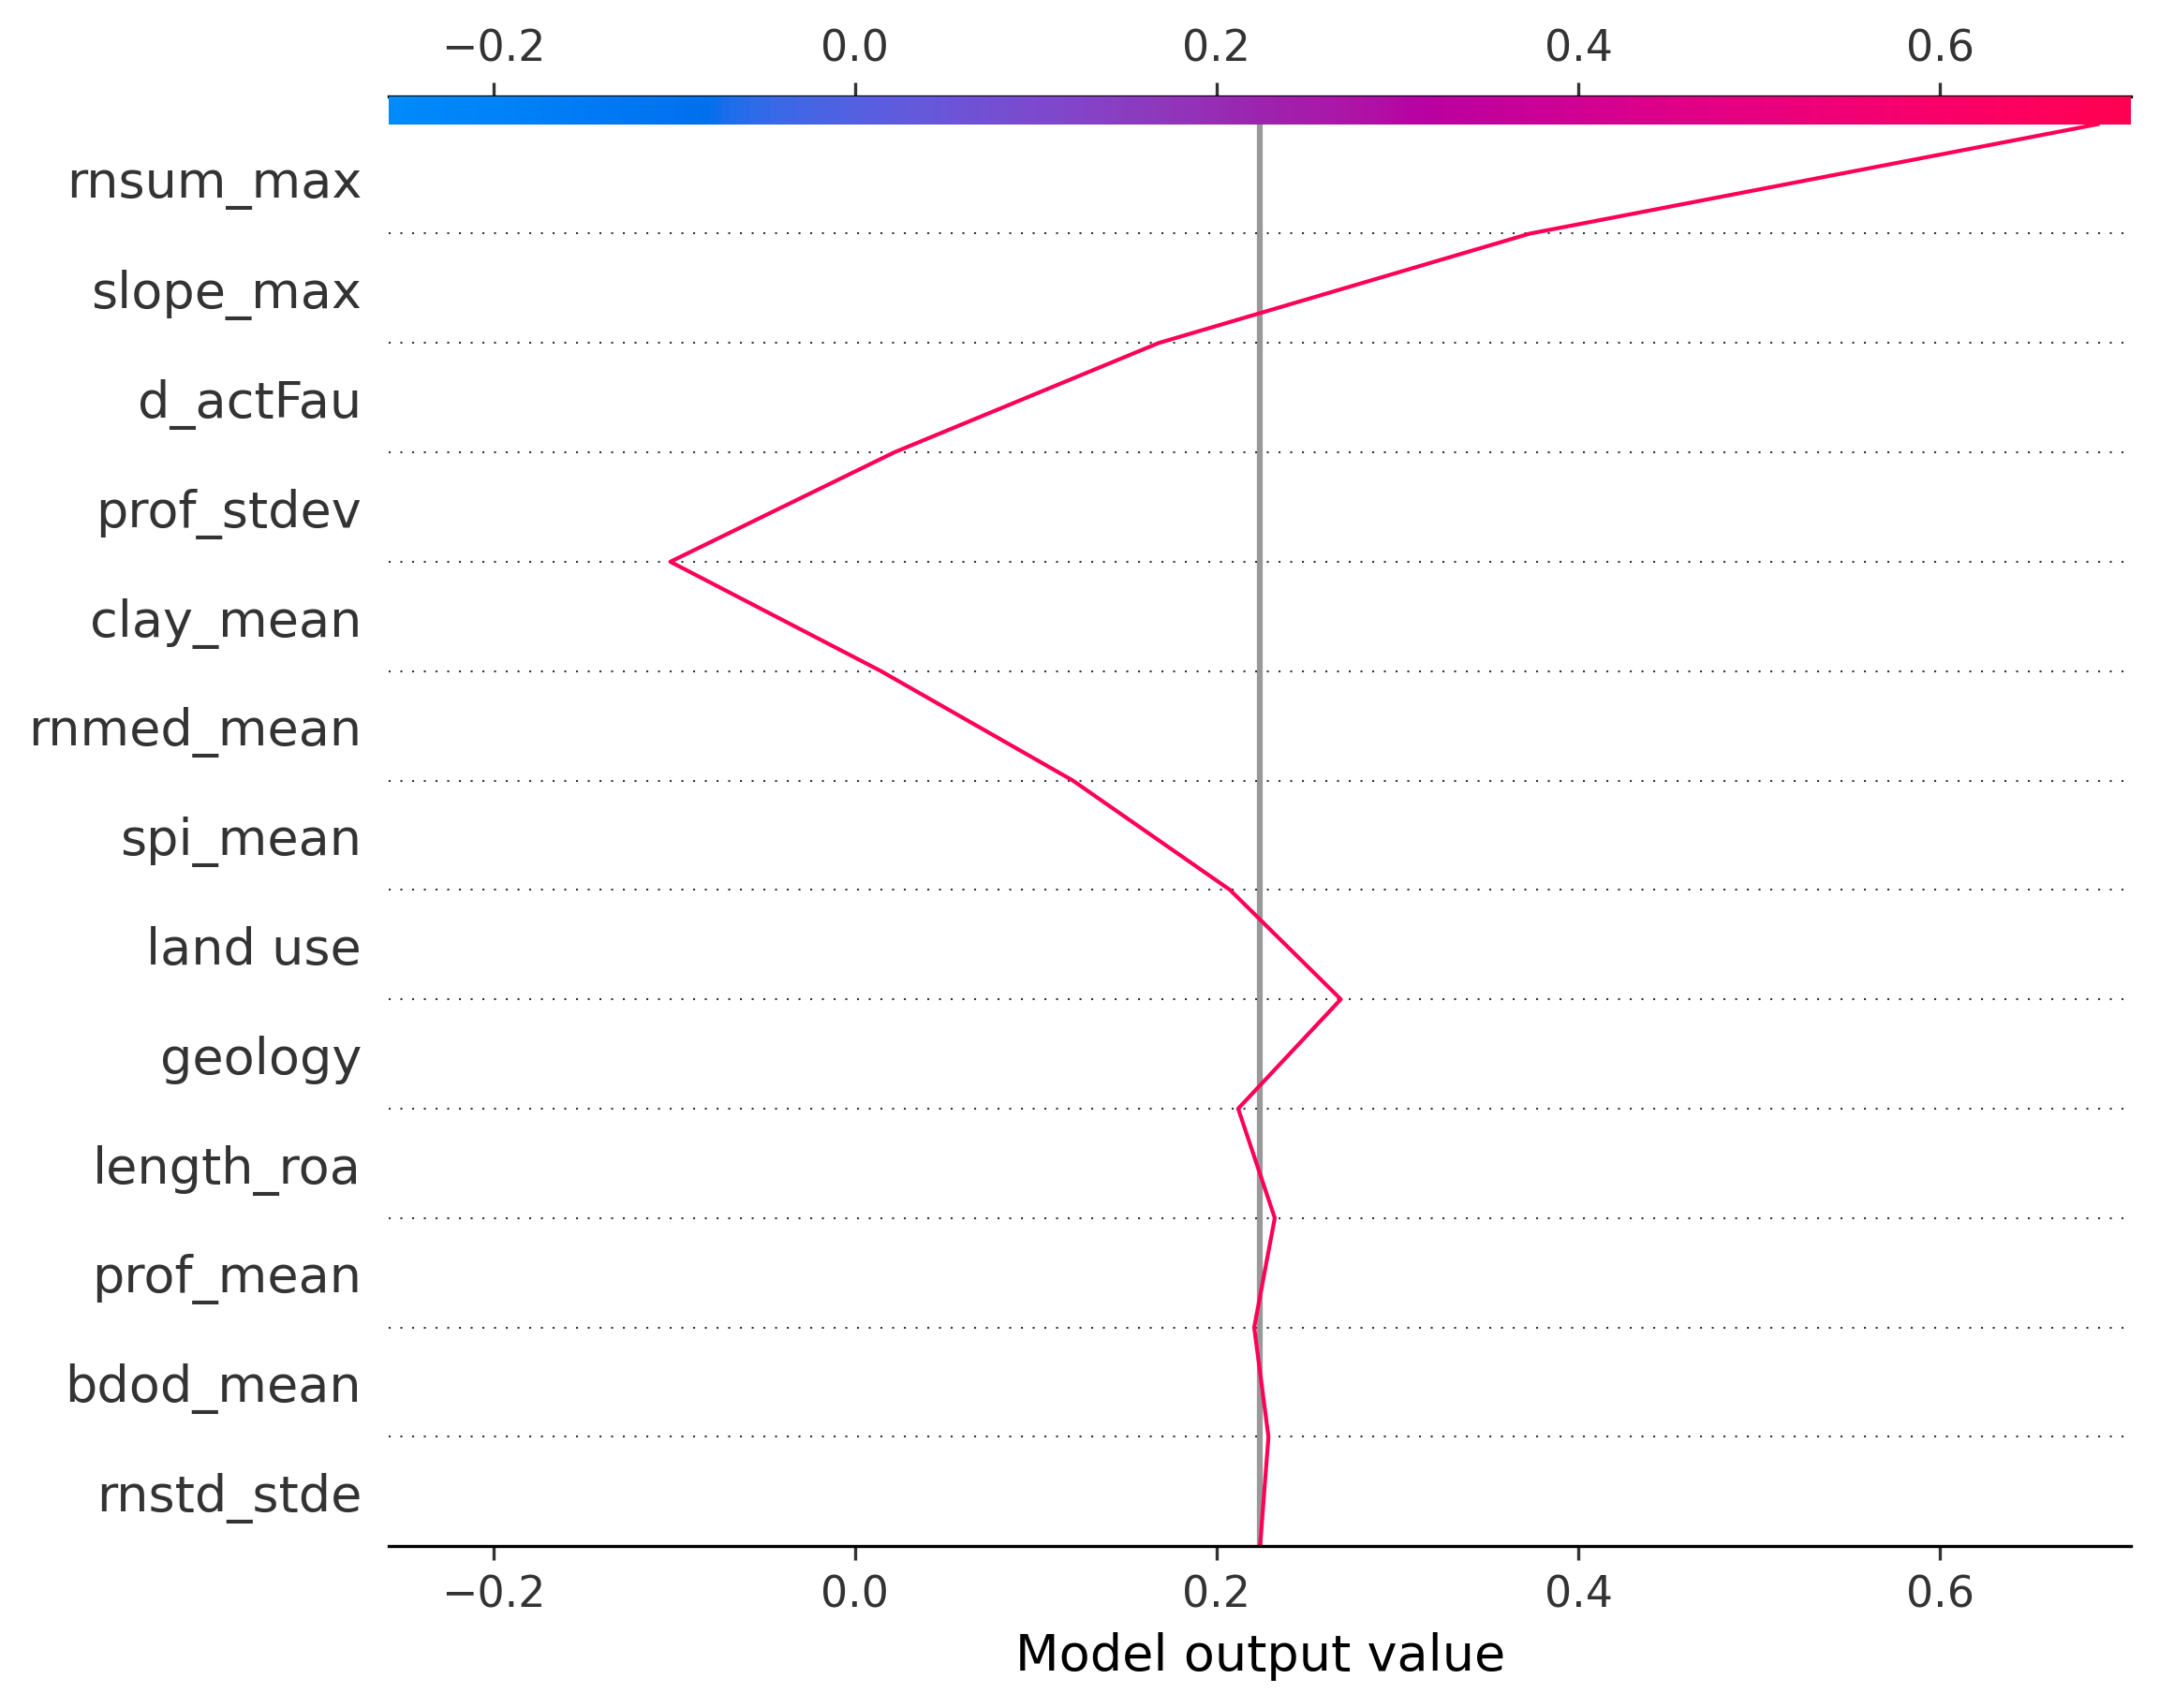 −0.2 0.0 0.2 0.4 0.6
rnsum_max
slope_max
d_actFau
prof_stdev
clay_mean
rnmed_mean
spi_mean
land use
geology
length_roa
prof_mean
bdod_mean
rnstd_stde
−0.2 0.0 0.2 0.4 0.6
Model output value